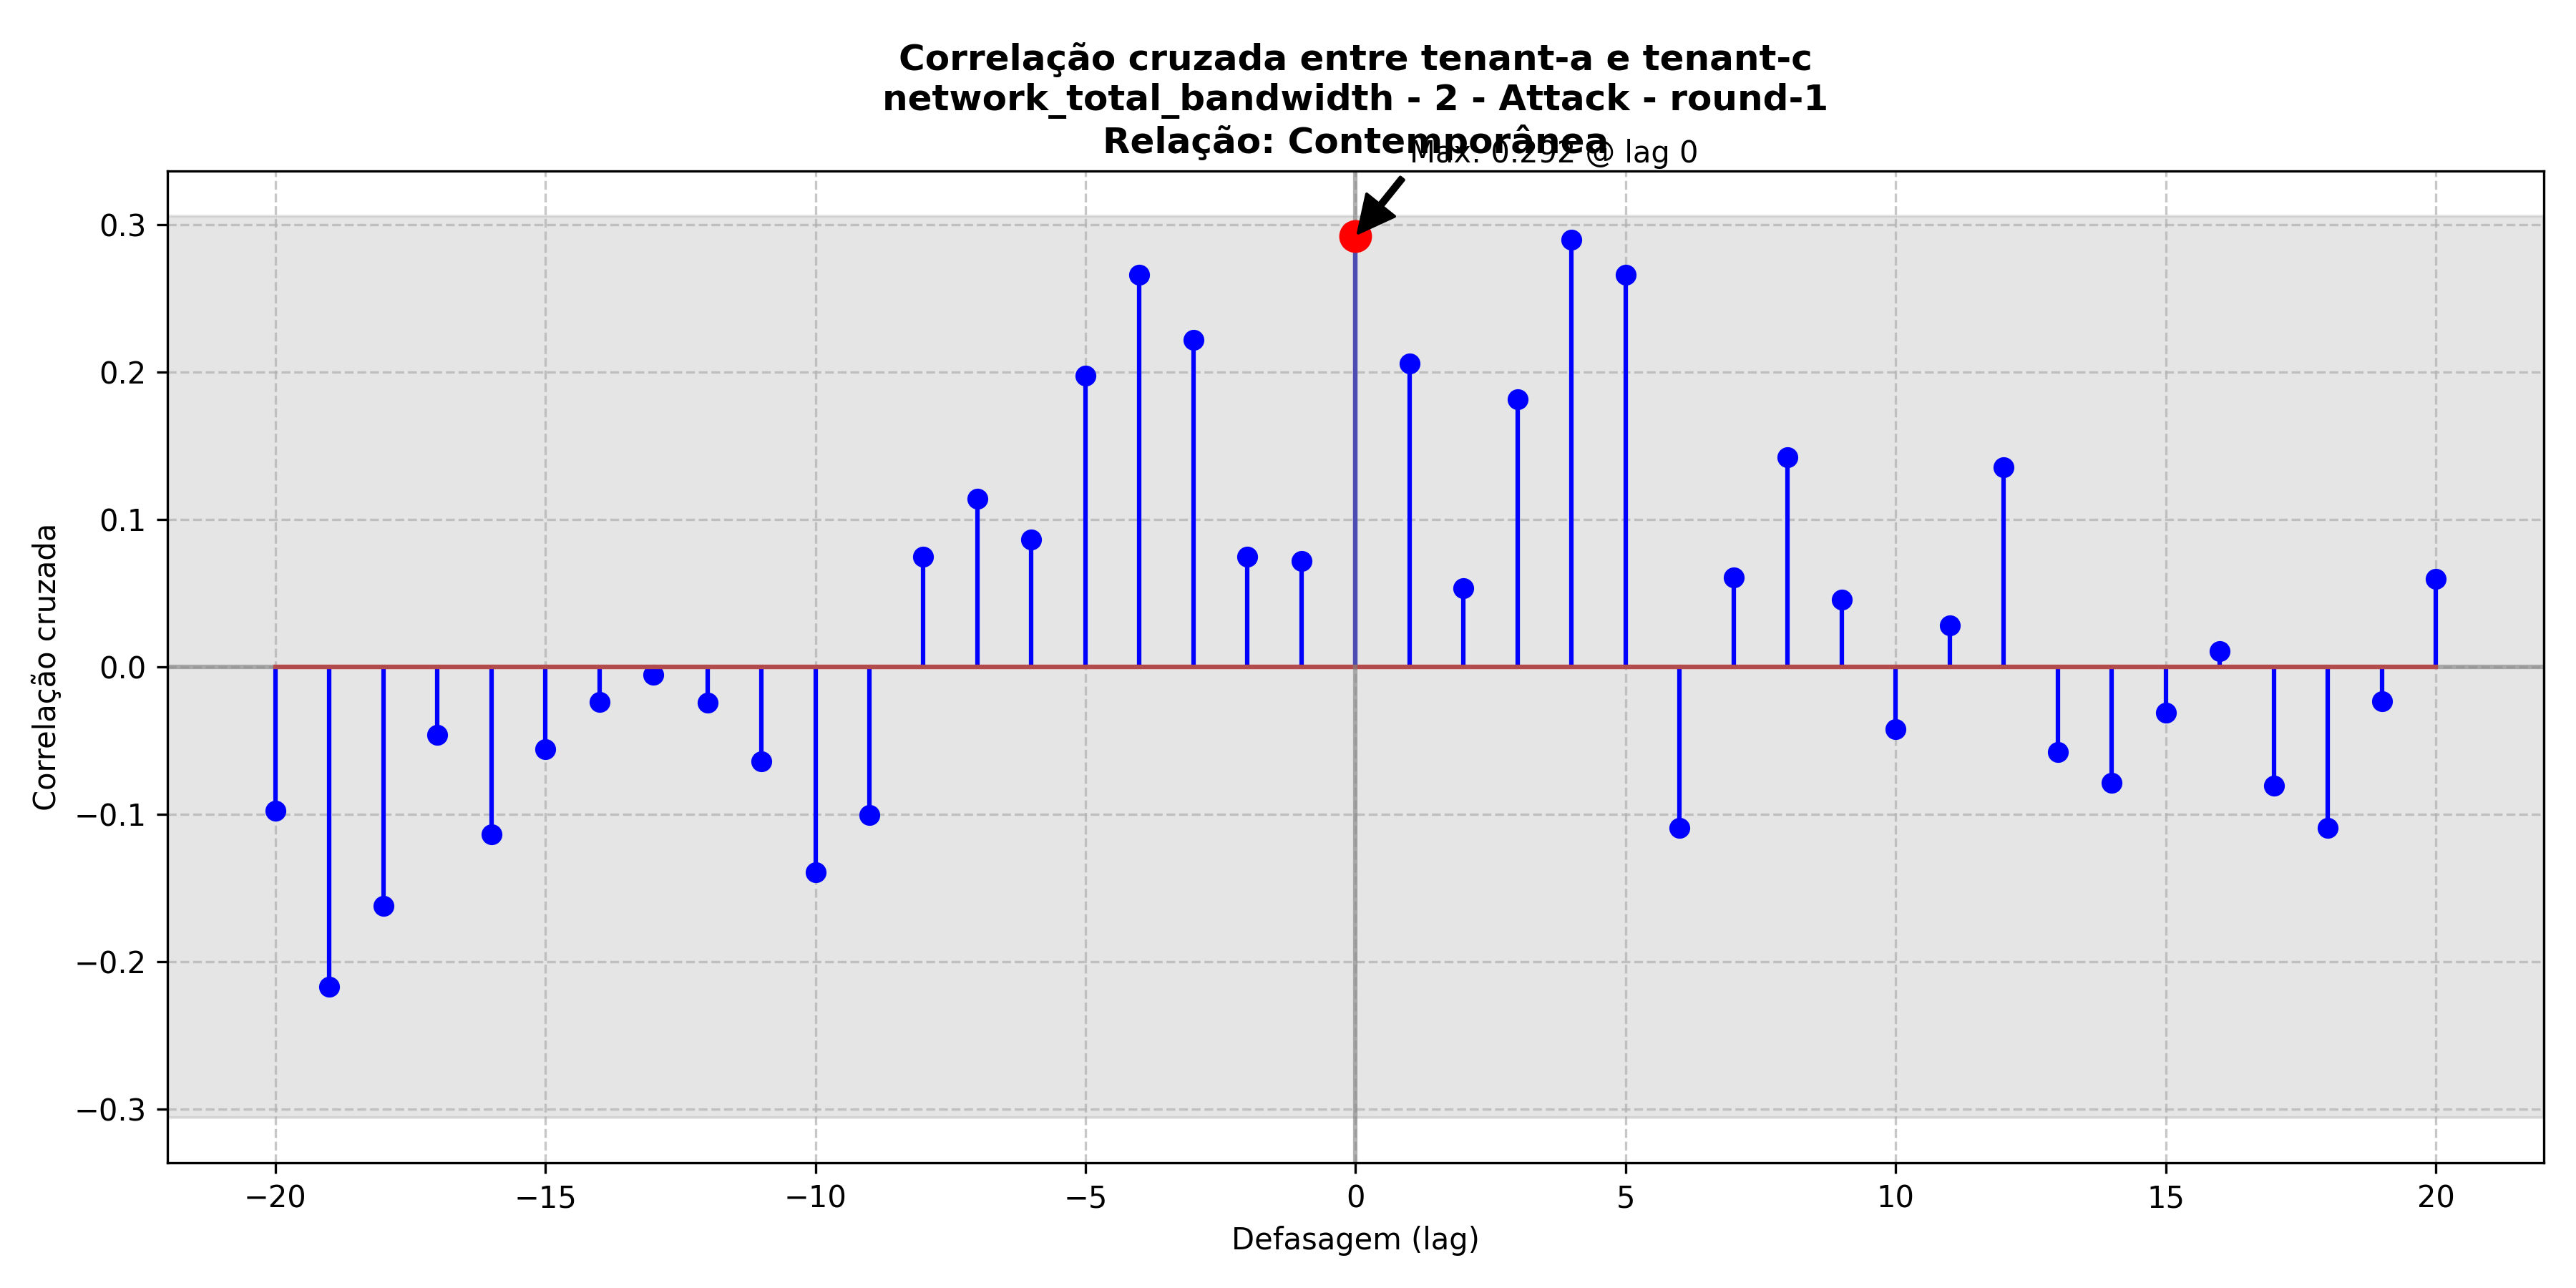 Correlação cruzada entre tenant-a e tenant-c
network_total_bandwidth - 2 - Attack - round-1
Relação: Contemporânea
Max: 0.292 @ lag 0
0.3
0.2
0.1
0.0
−0.1
−0.2
−0.3
Correlação cruzada
−20
−15
−10
−5
0
5
10
15
20
Defasagem (lag)